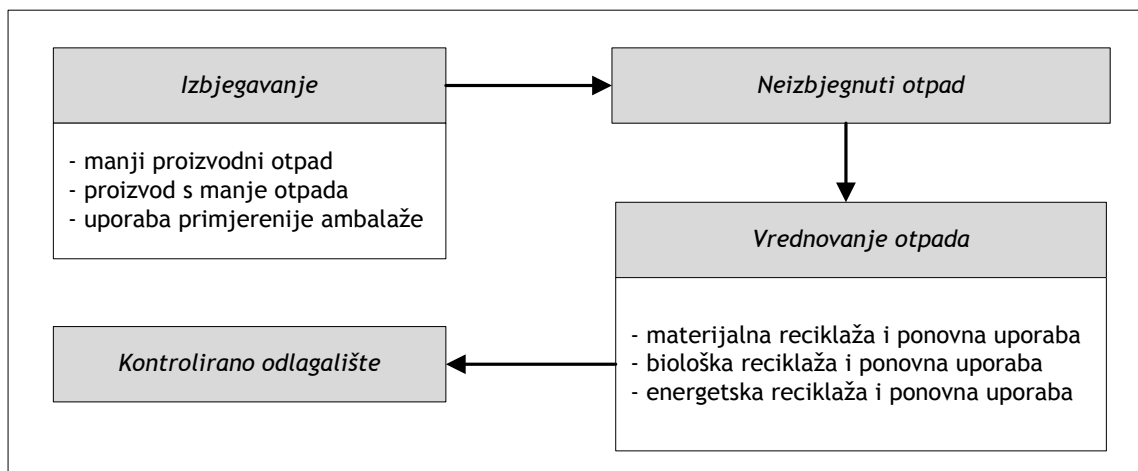 Izbjegavanje
- manji proizvodni otpad
- proizvod s manje otpada
- uporaba primjerenije ambalaže
Neizbjegnuti otpad
Vrednovanje otpada
- materijalna reciklaža i ponovna uporaba
- biološka reciklaža i ponovna uporaba
- energetska reciklaža i ponovna uporaba
Kontrolirano odlagalište